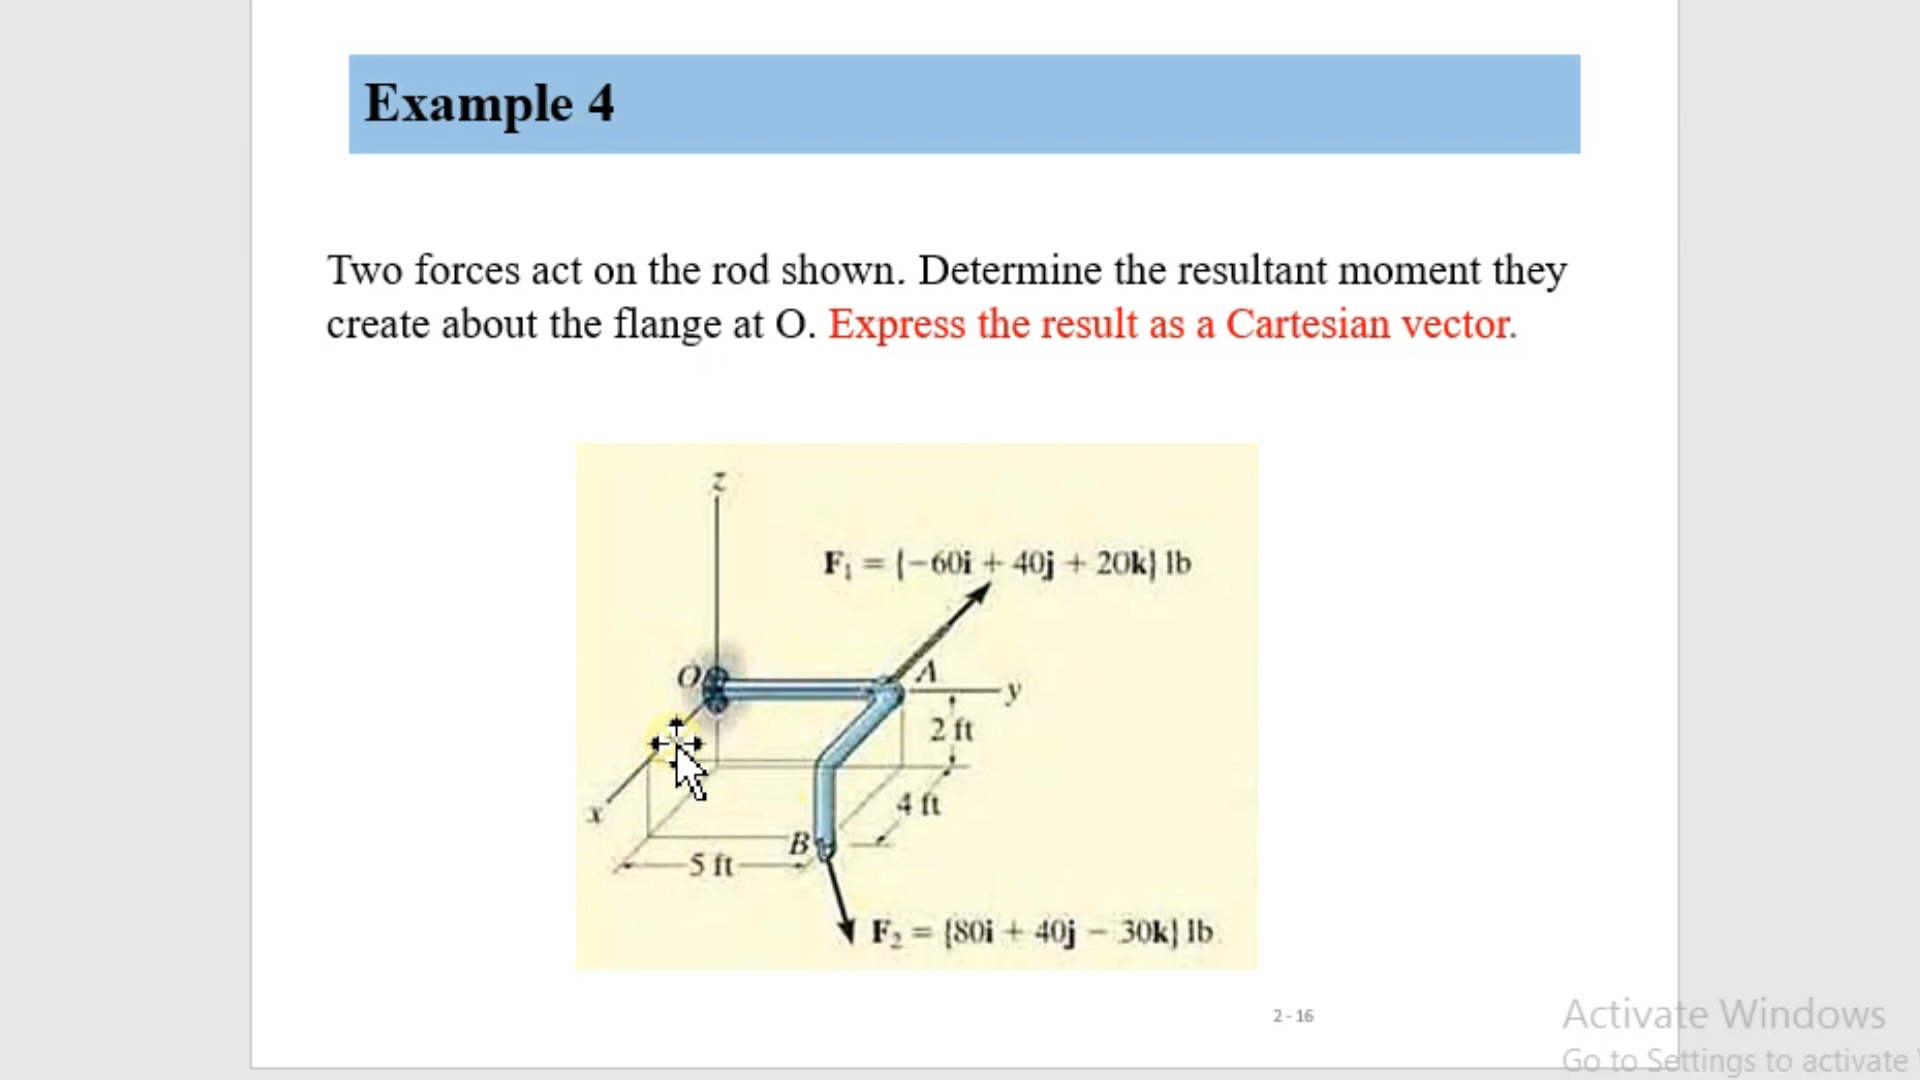 Example 4
Two forces act on the rod shown. Determine the resultant moment they
create about the flange at O. Express the result as a Cartesian vector.
z
F₁ = {−60i + 40j + 20k} lb
O
A
y
2 ft
x
4 ft
B
5 ft
F₂ = {80i + 40j − 30k} lb
2 - 16
Activate Windows
Go to Settings to activate